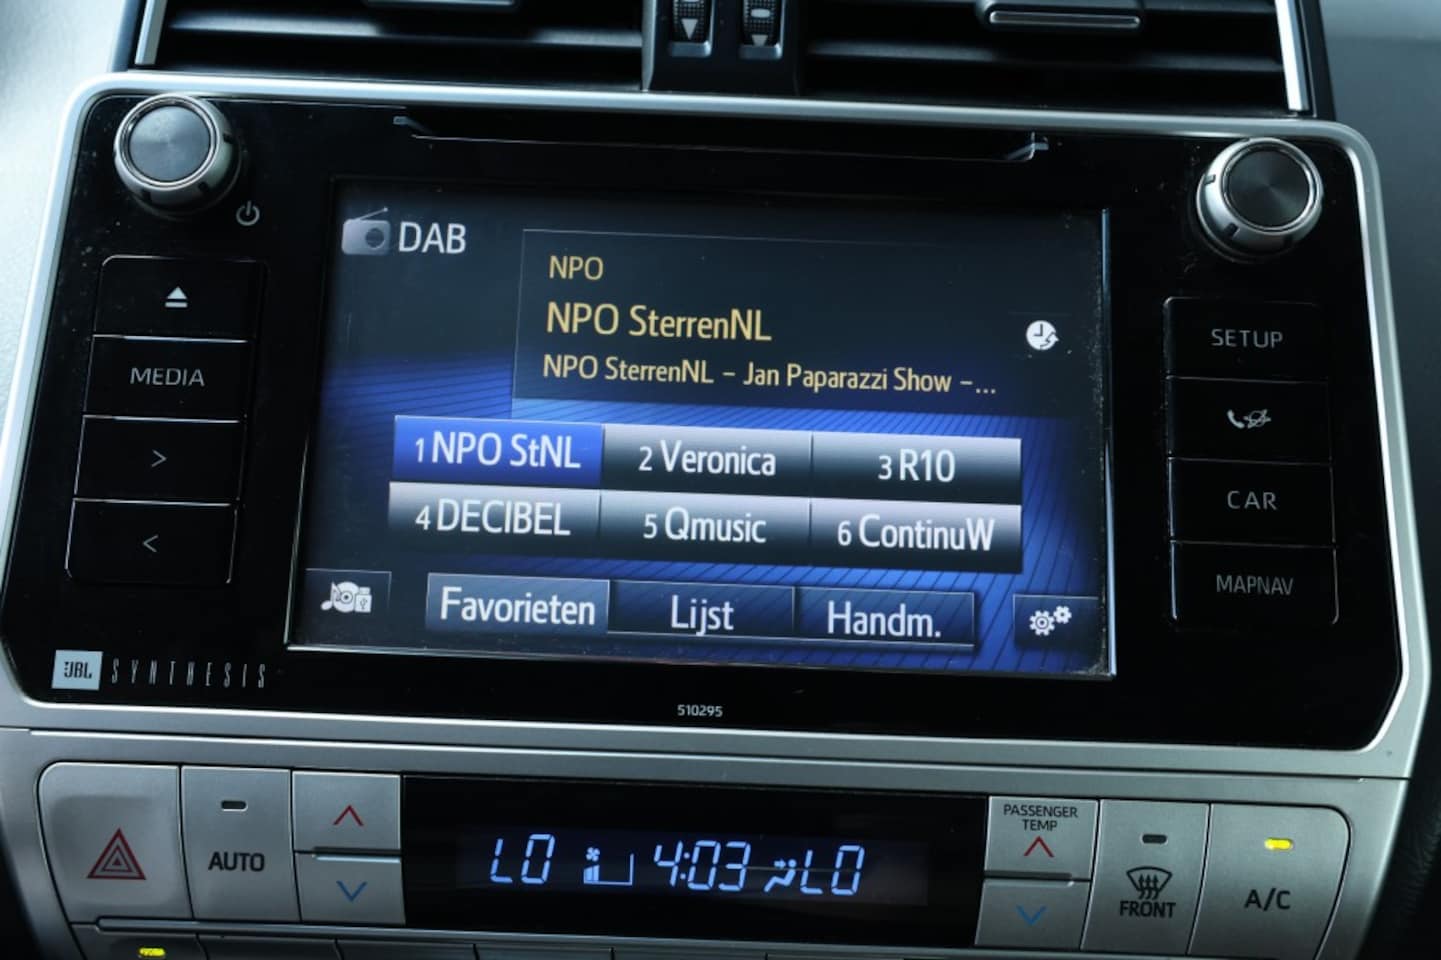 DAB
NPO
NPO SterrenNL
NPO SterrenNL - Jan Paparazzi Show -...
1 NPO StNL
2 Veronica
3 R10
4 DECIBEL
5 Qmusic
6 ContinuW
Favorieten
Lijst
Handm.
MEDIA
>
<
SETUP
CAR
MAPNAV
JBL SYNTHESIS
510295
AUTO
LO
4:03
LO
PASSENGER
TEMP
FRONT
A/C